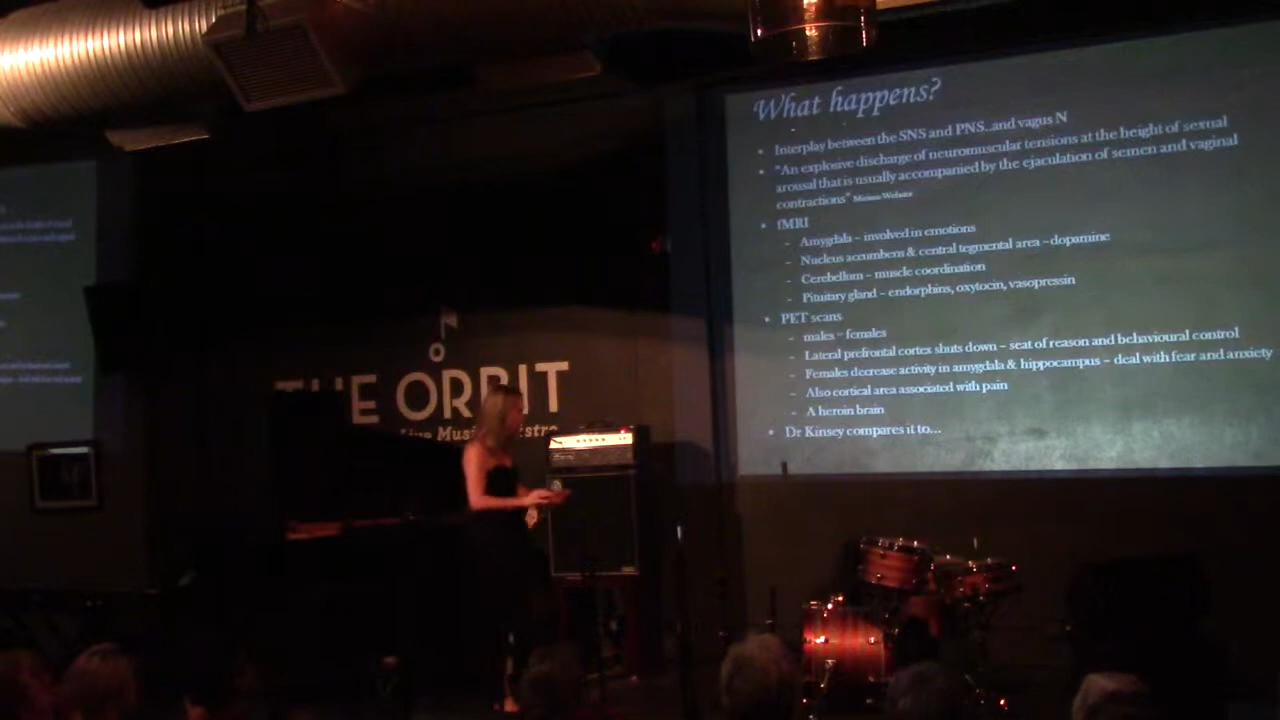 What happens?
• Interplay between the SNS and PNS..and vagus N
• "An explosive discharge of neuromuscular tensions at the height of sexual
arousal that is usually accompanied by the ejaculation of semen and vaginal
contractions" Miriam Webster
• fMRI
- Amygdala – involved in emotions
- Nucleus accumbens & central tegmental area – dopamine
- Cerebellum – muscle coordination
- Pituitary gland – endorphins, oxytocin, vasopressin
• PET scans
- males = females
- Lateral prefrontal cortex shuts down – seat of reason and behavioural control
- Females decrease activity in amygdala & hippocampus – deal with fear and anxiety
- Also cortical area associated with pain
- A heroin brain
• Dr Kinsey compares it to...
THE ORBIT
Live Music